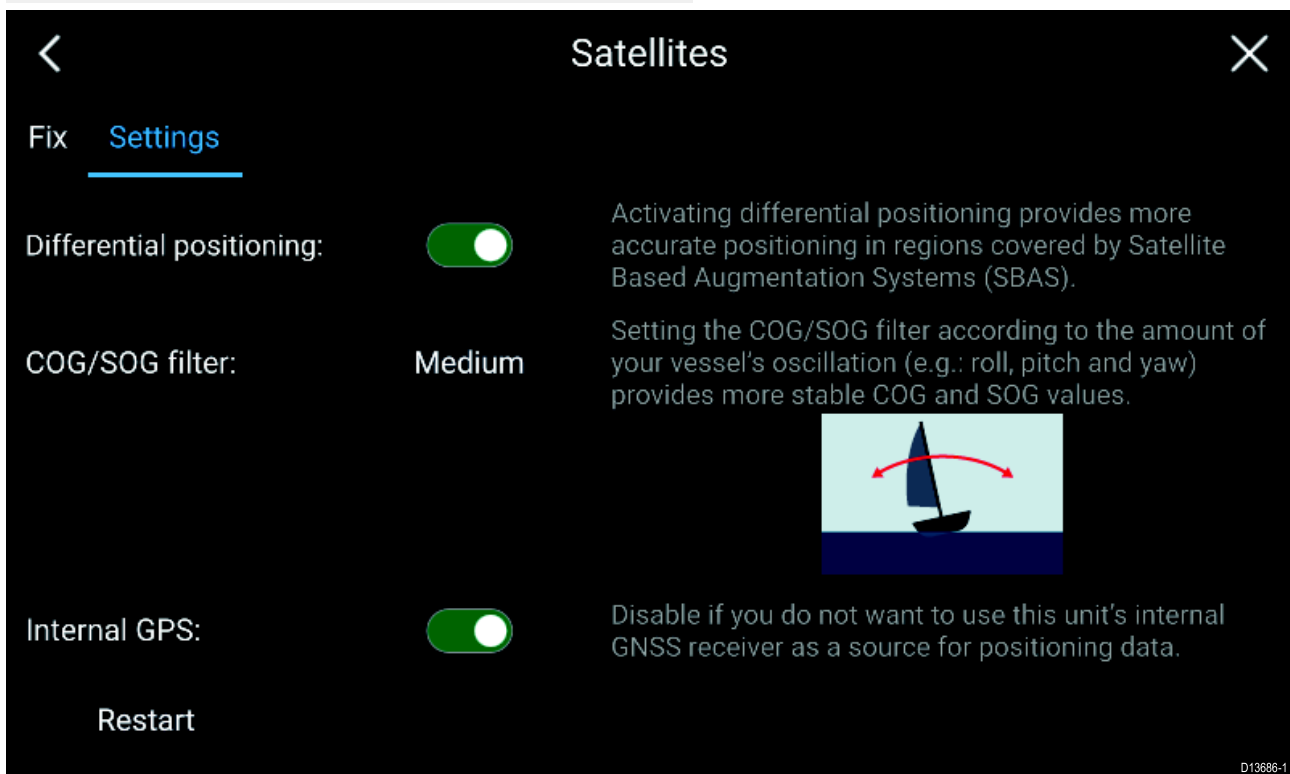 Satellites
Fix Settings
Differential positioning:
Activating differential positioning provides more
accurate positioning in regions covered by Satellite
Based Augmentation Systems (SBAS).
COG/SOG filter:
Medium
Setting the COG/SOG filter according to the amount of
your vessel's oscillation (e.g.: roll, pitch and yaw)
provides more stable COG and SOG values.
Internal GPS:
Disable if you do not want to use this unit's internal
GNSS receiver as a source for positioning data.
Restart
D13686-1